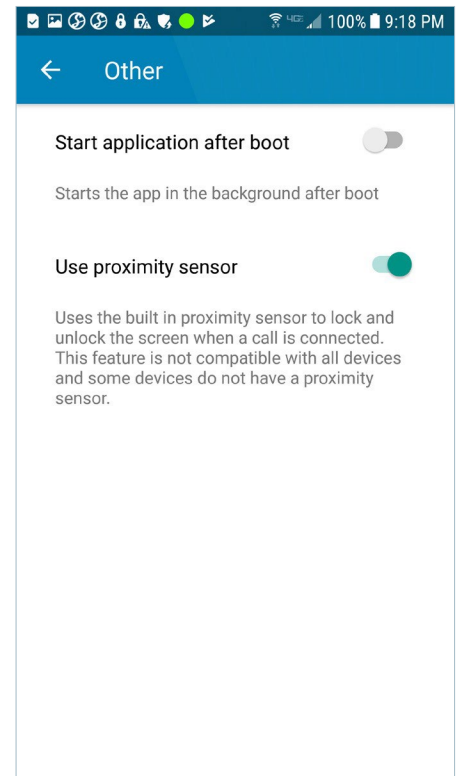 4G 100% 9:18 PM
Other
Start application after boot
Starts the app in the background after boot
Use proximity sensor
Uses the built in proximity sensor to lock and
unlock the screen when a call is connected.
This feature is not compatible with all devices
and some devices do not have a proximity
sensor.